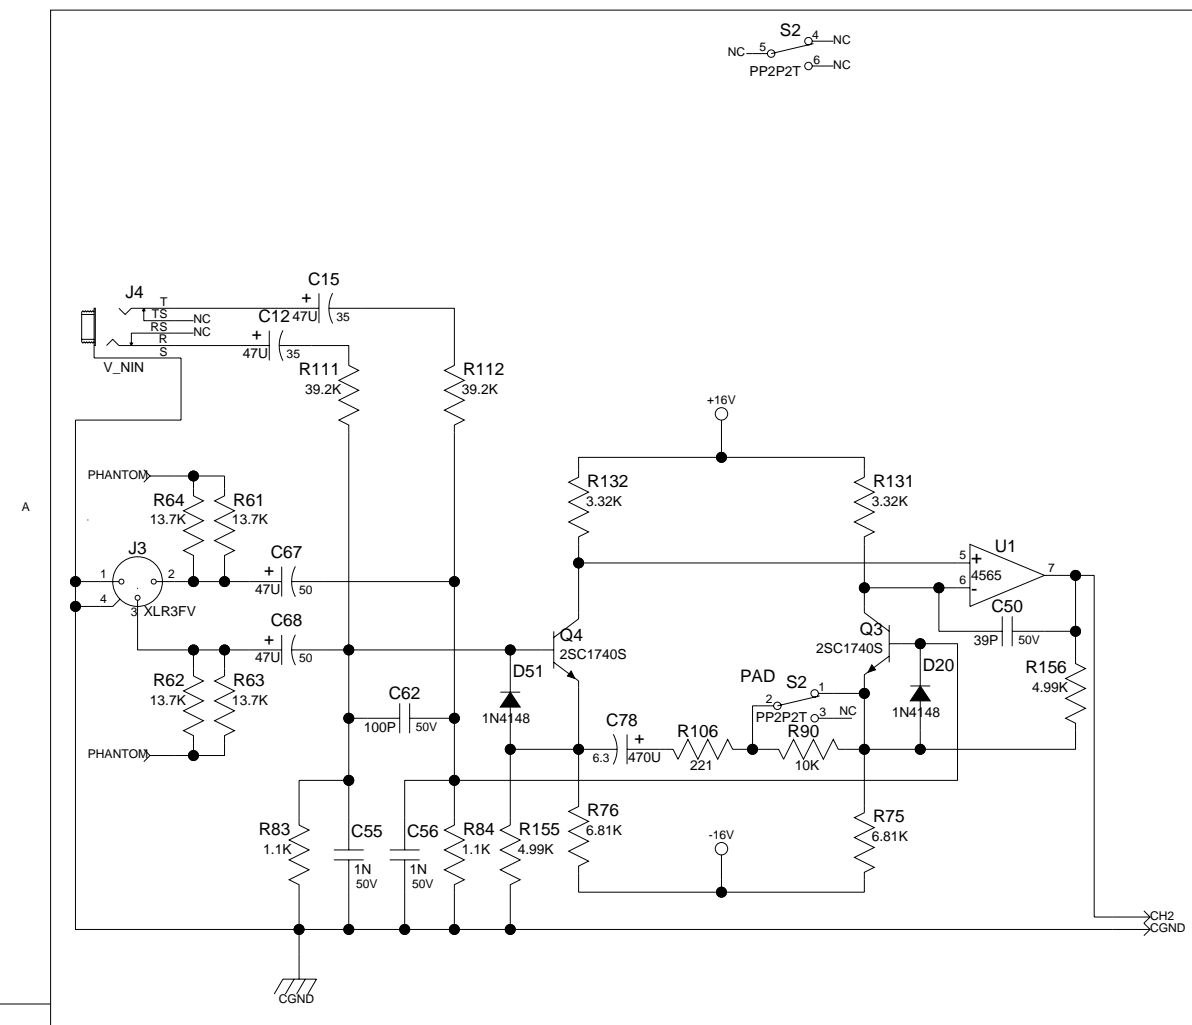 S2
4
NC
NC
5
6
NC
PP2P2T
J4
T
TS
NC
RS
NC
R
S
V_NIN
C15
+
47U
35
C12
+
47U
35
R111
39.2K
R112
39.2K
+16V
PHANTOM
R64
13.7K
R61
13.7K
A
R132
3.32K
R131
3.32K
J3
1
2
4
3
XLR3FV
C67
+
47U
50
U1
5
+
6
-
4565
7
C50
39P
50V
C68
+
47U
50
Q4
2SC1740S
Q3
2SC1740S
R62
13.7K
R63
13.7K
D51
1N4148
PAD
S2
1
2
PP2P2T
3
NC
D20
1N4148
R156
4.99K
C62
100P
50V
PHANTOM
C78
+
6.3
470U
R106
221
R90
10K
R83
1.1K
C55
1N
50V
C56
1N
50V
R84
1.1K
R155
4.99K
R76
6.81K
-16V
R75
6.81K
CH2
CGND
CGND